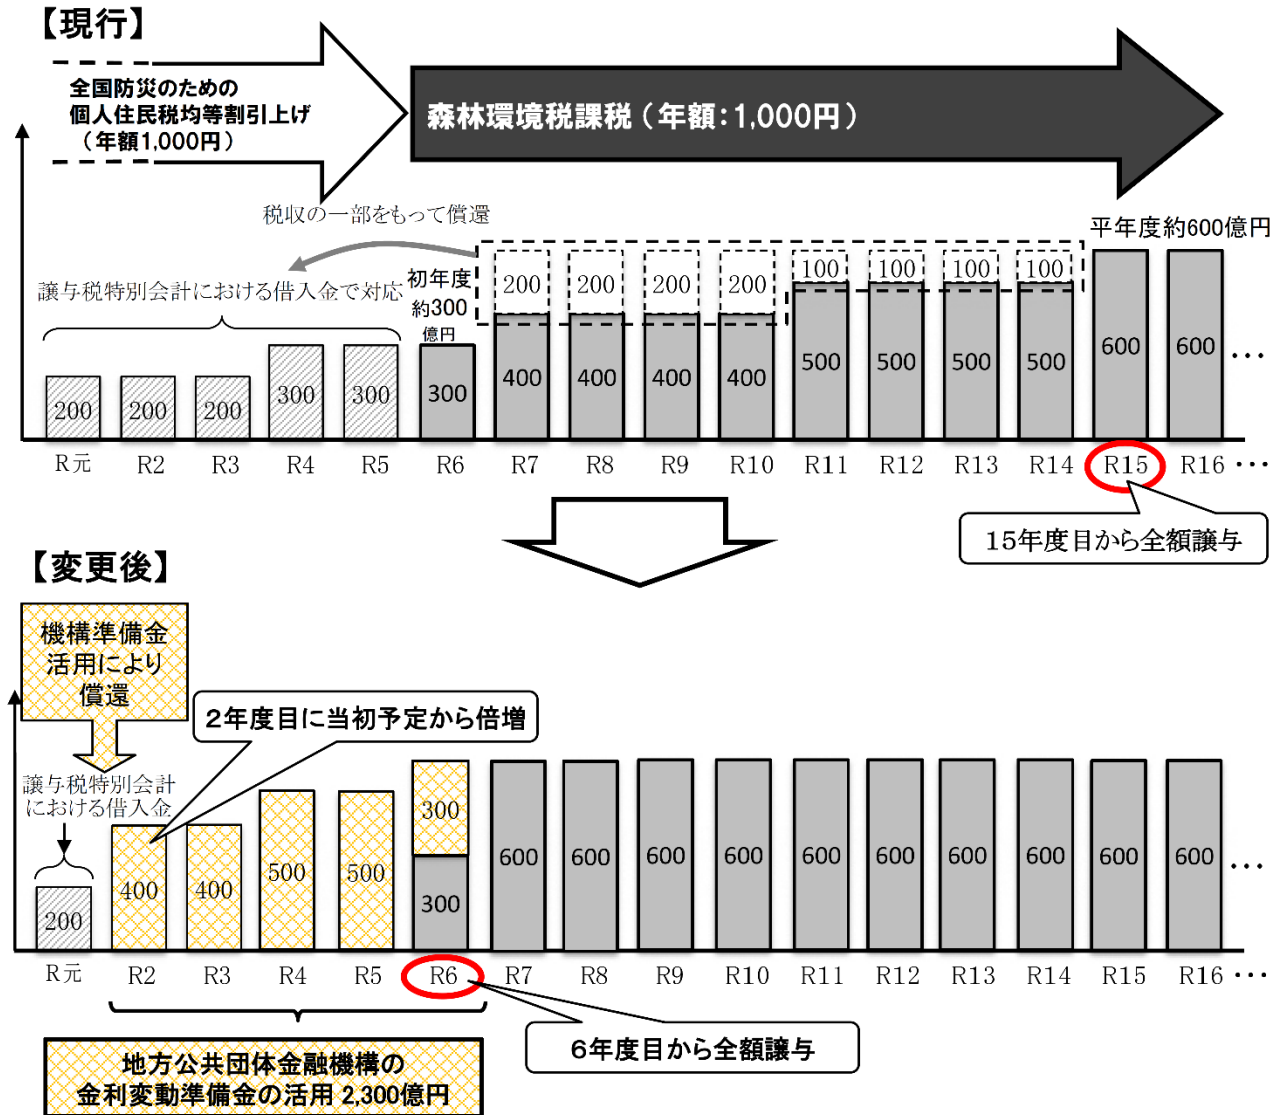 【現行】
全国防災のための
個人住民税均等割引上げ
（年額1,000円）
森林環境税課税（年額：1,000円）
税収の一部をもって償還
平年度約600億円
譲与税特別会計における借入金で対応
初年度
約300
億円
200 200 200 200 100 100 100 100
200 200 200 300 300 300 400 400 400 400 500 500 500 500 600 600 ･･･
R元 R2 R3 R4 R5 R6 R7 R8 R9 R10 R11 R12 R13 R14 R15 R16 ･･･
15年度目から全額譲与
【変更後】
機構準備金
活用により
償還
２年度目に当初予定から倍増
譲与税特別会計
における借入金
300
200 400 400 500 500 300 600 600 600 600 600 600 600 600 600 600 ･･･
R元 R2 R3 R4 R5 R6 R7 R8 R9 R10 R11 R12 R13 R14 R15 R16 ･･･
６年度目から全額譲与
地方公共団体金融機構の
金利変動準備金の活用 2,300億円